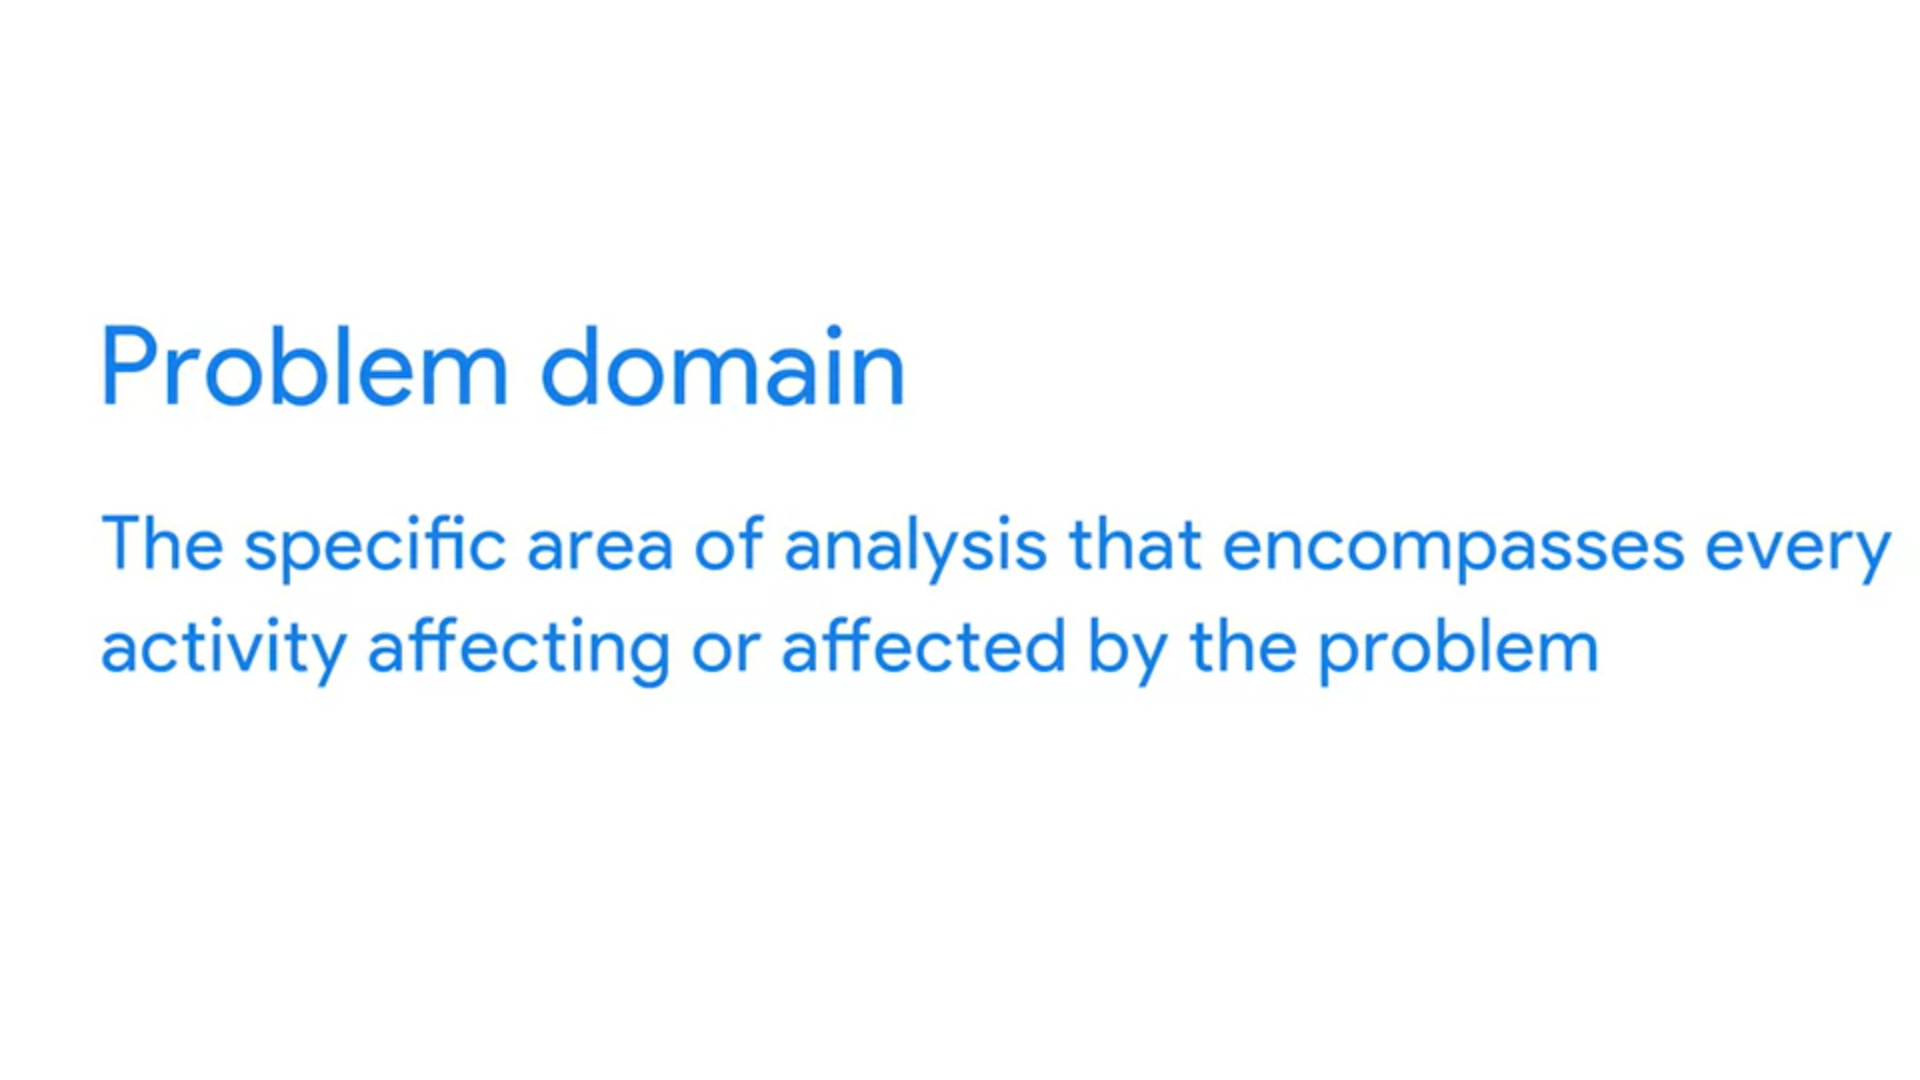 Problem domain
The specific area of analysis that encompasses every
activity affecting or affected by the problem